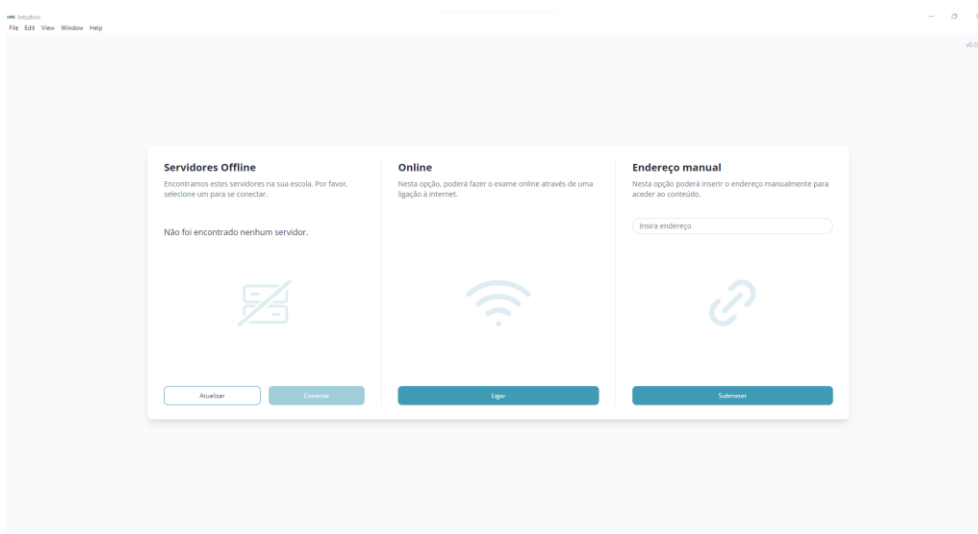 Intuitivo
File Edit View Window Help
v0.0
Servidores Offline
Encontramos estes servidores na sua escola. Por favor,
selecione um para se conectar.
Não foi encontrado nenhum servidor.
Atualizar
Conectar
Online
Nesta opção, poderá fazer o exame online através de uma
ligação à internet.
Ligar
Endereço manual
Nesta opção poderá inserir o endereço manualmente para
aceder ao conteúdo.
Insira endereço
Submeter